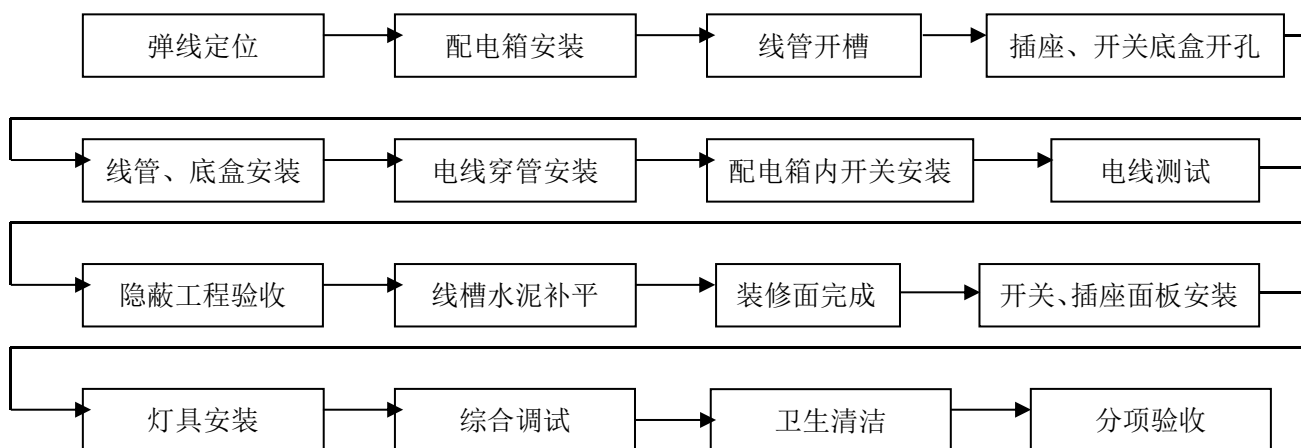 弹线定位
配电箱安装
线管开槽
插座、开关底盒开孔
线管、底盒安装
电线穿管安装
配电箱内开关安装
电线测试
隐蔽工程验收
线槽水泥补平
装修面完成
开关、插座面板安装
灯具安装
综合调试
卫生清洁
分项验收